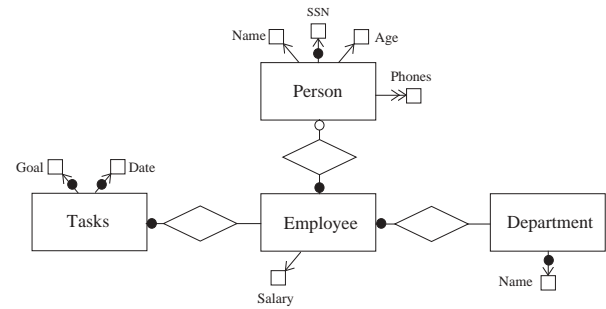 SSN
Name
Age
Phones
Person
Goal
Date
Tasks
Employee
Department
Name
Salary